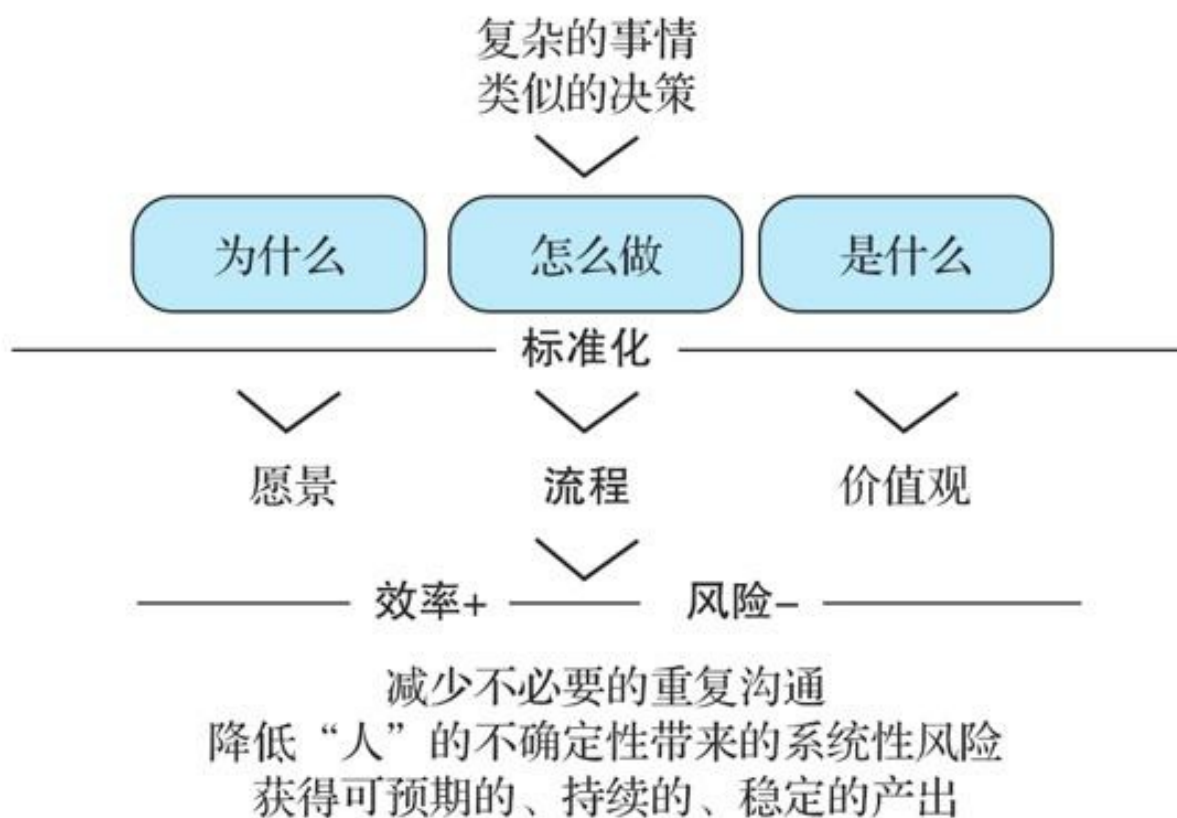 复杂的事情
类似的决策
为什么 怎么做 是什么
标准化
愿景 流程 价值观
效率+ 风险-
减少不必要的重复沟通
降低“人”的不确定性带来的系统性风险
获得可预期的、持续的、稳定的产出